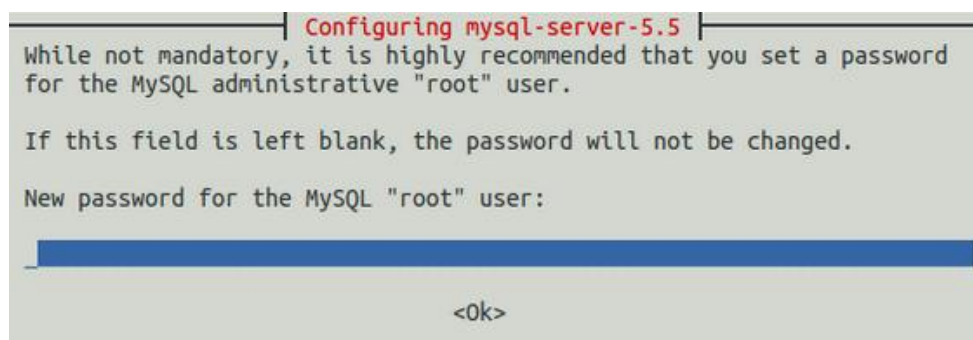 Configuring mysql-server-5.5
While not mandatory, it is highly recommended that you set a password
for the MySQL administrative "root" user.
If this field is left blank, the password will not be changed.
New password for the MySQL "root" user:
_
<Ok>